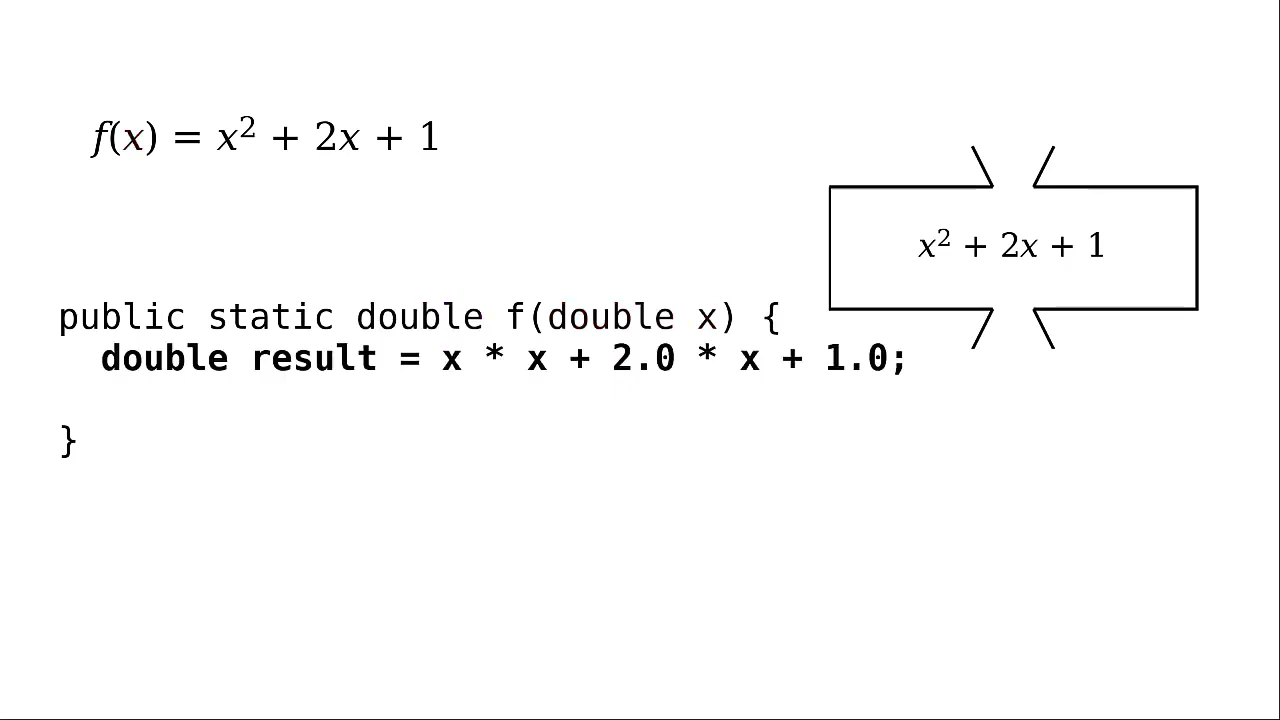 f(x) = x² + 2x + 1
x² + 2x + 1
public static double f(double x) {
  double result = x * x + 2.0 * x + 1.0;
}